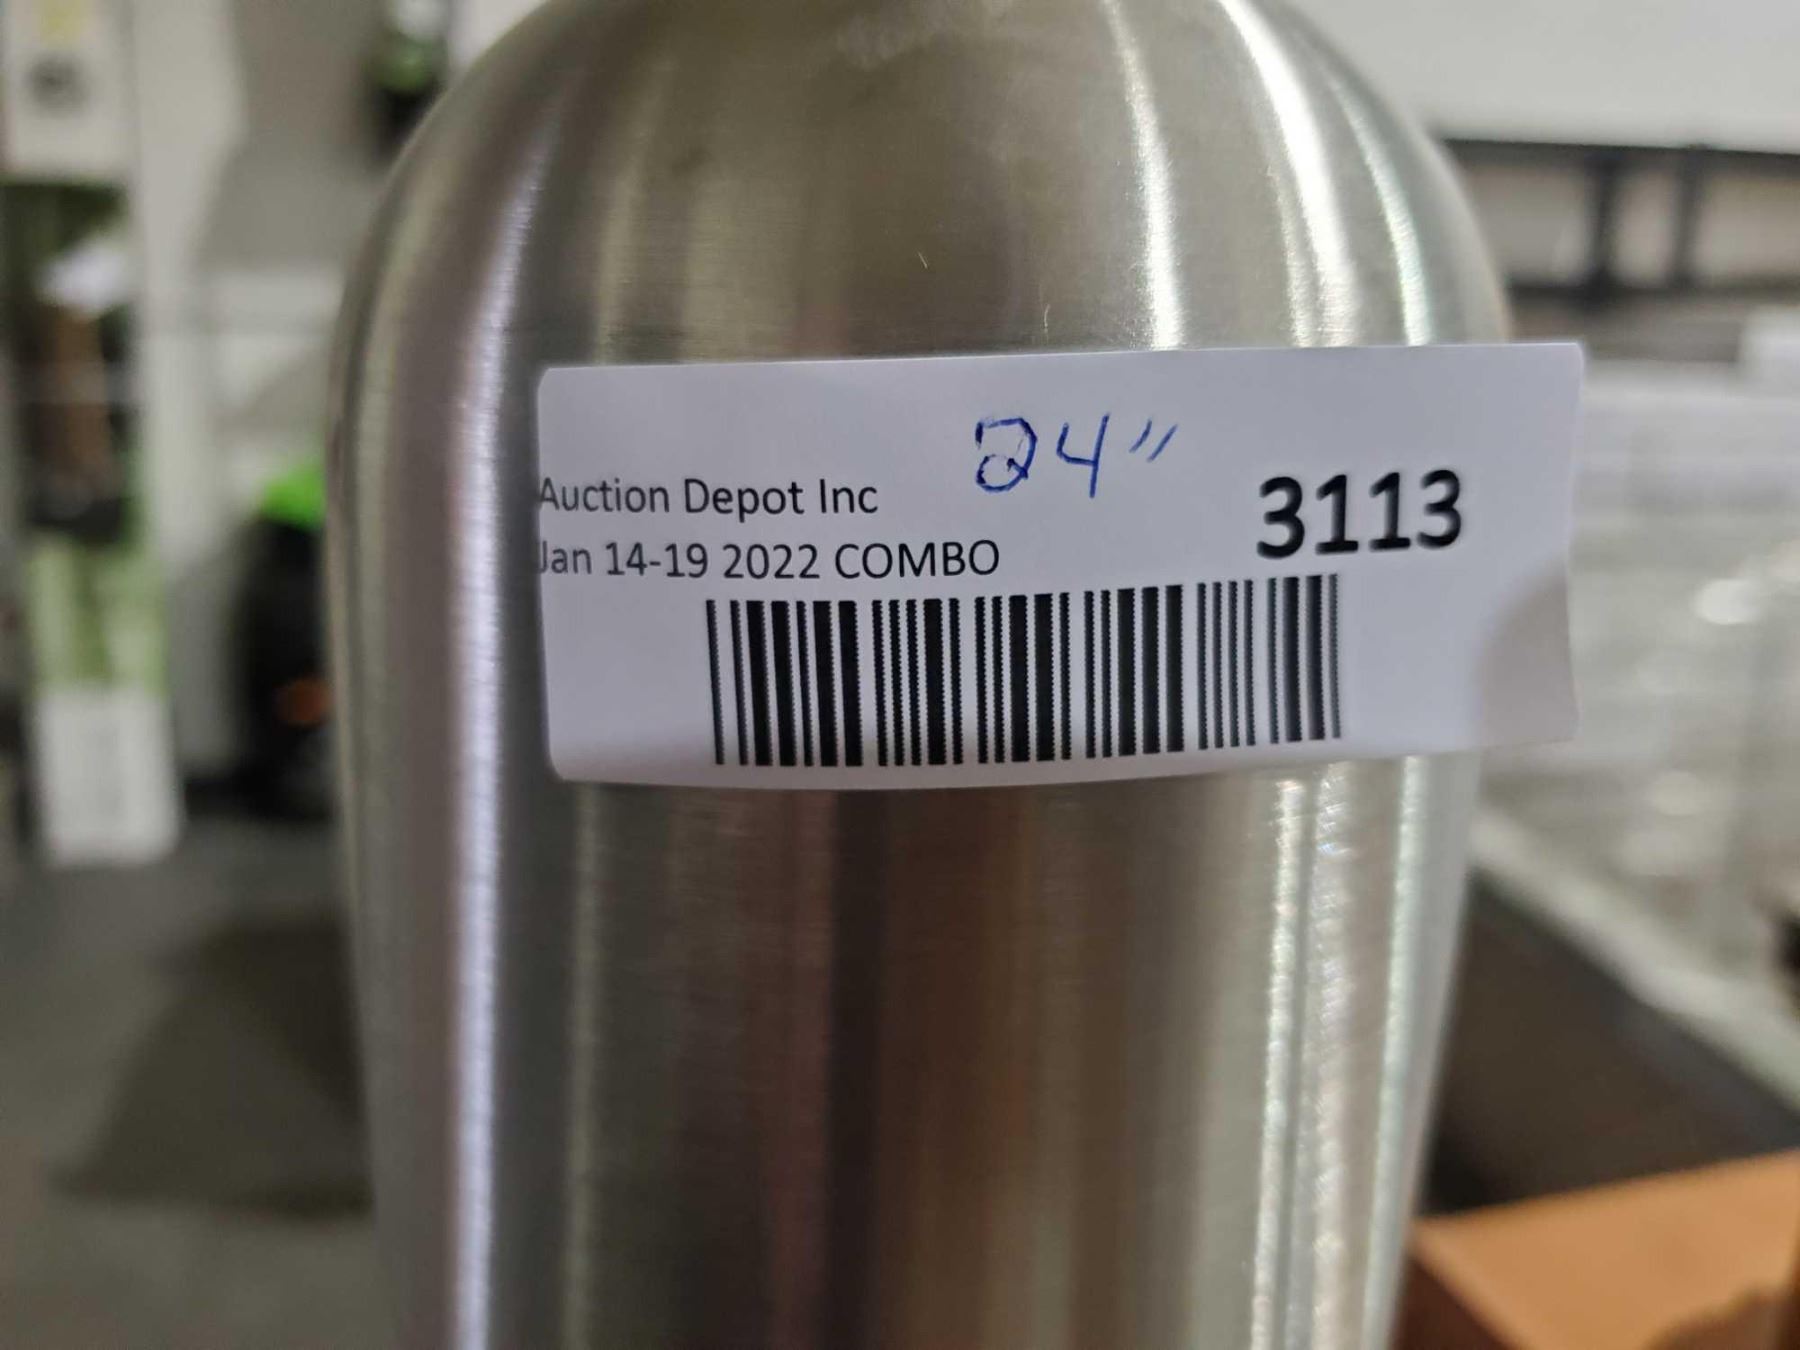 24"
Auction Depot Inc
3113
Jan 14-19 2022 COMBO